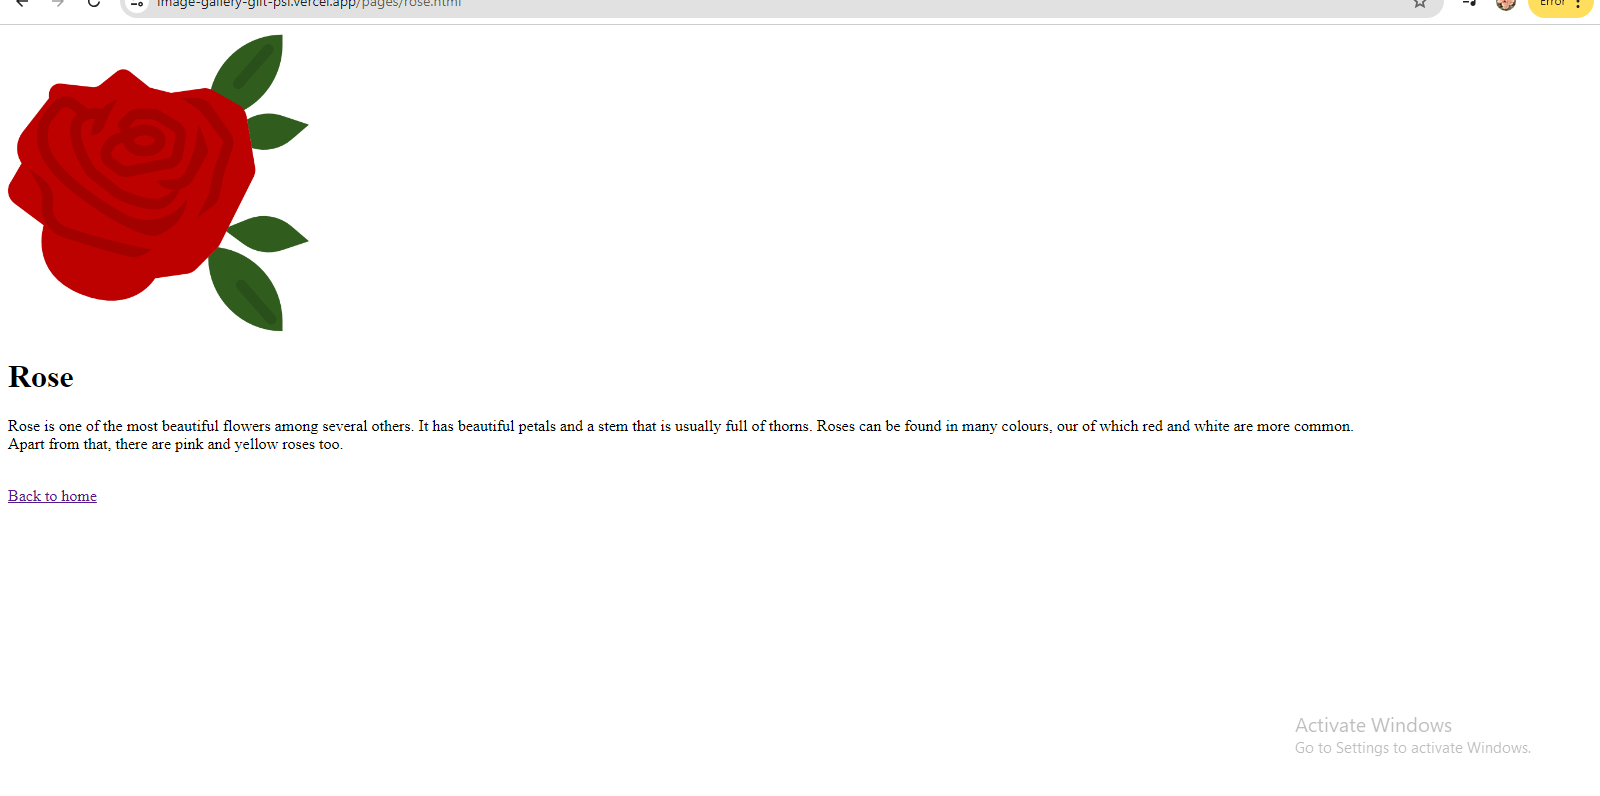 image-gallery-gift-psi.vercel.app/pages/rose.html
Error
Rose
Rose is one of the most beautiful flowers among several others. It has beautiful petals and a stem that is usually full of thorns. Roses can be found in many colours, our of which red and white are more common.
Apart from that, there are pink and yellow roses too.
Back to home
Activate Windows
Go to Settings to activate Windows.